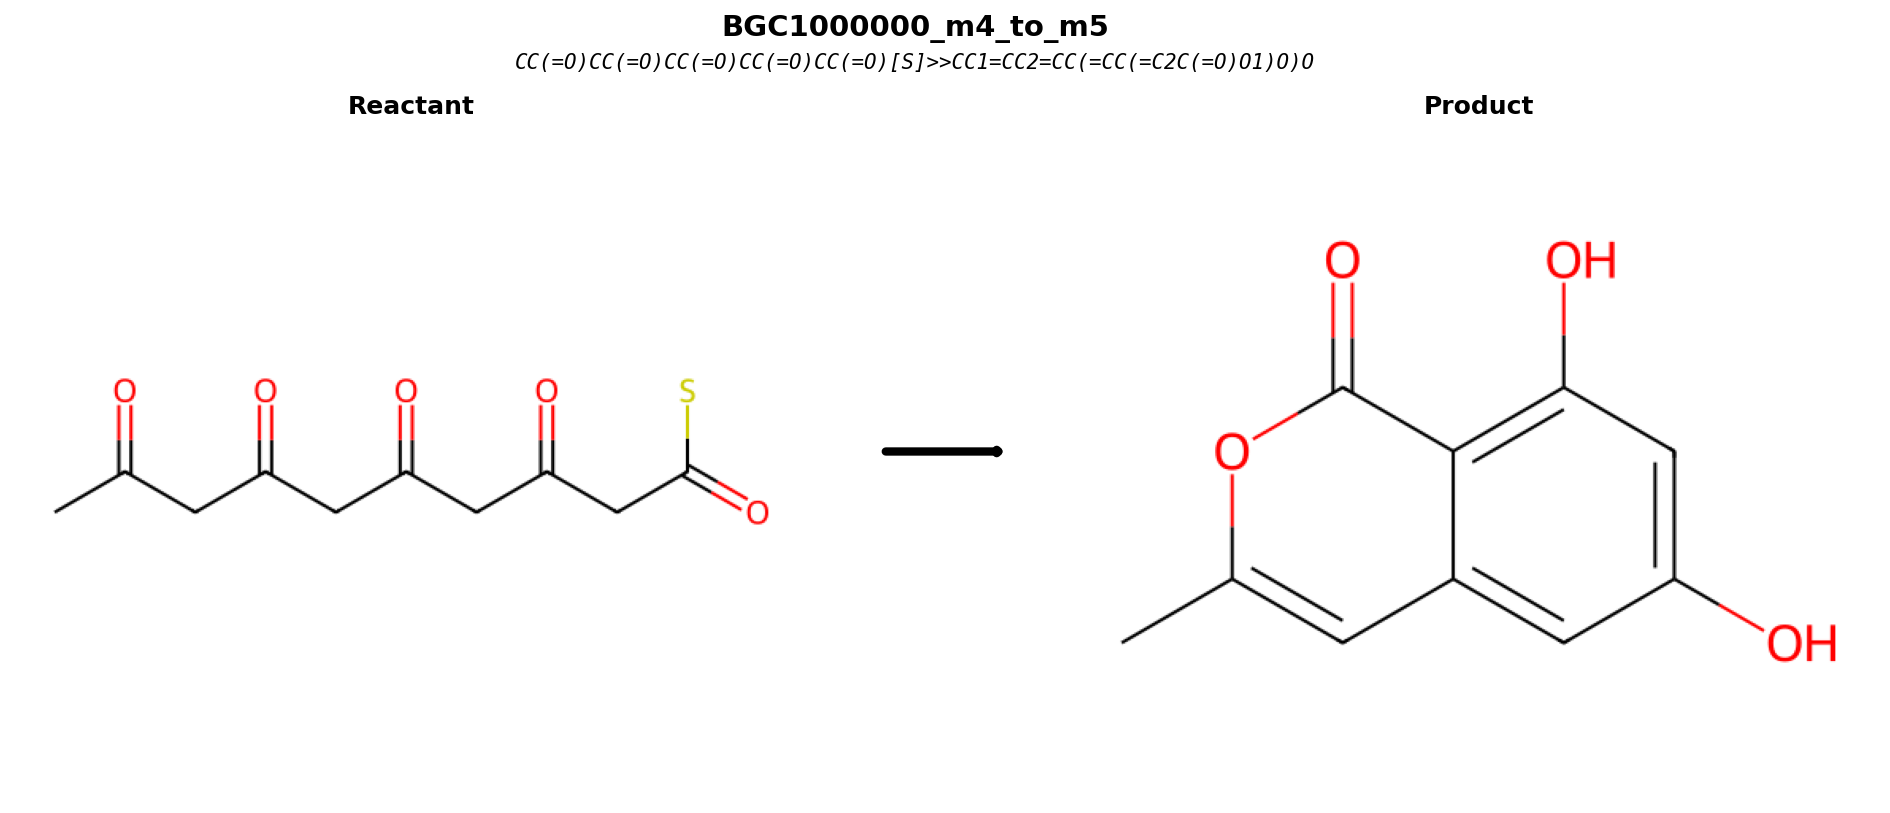 BGC1000000_m4_to_m5
CC(=O)CC(=O)CC(=O)CC(=O)CC(=O)[S]>>CC1=CC2=CC(=CC(=C2C(=O)O1)O)O
Reactant Product
O OH
O O O O S
O
O
OH